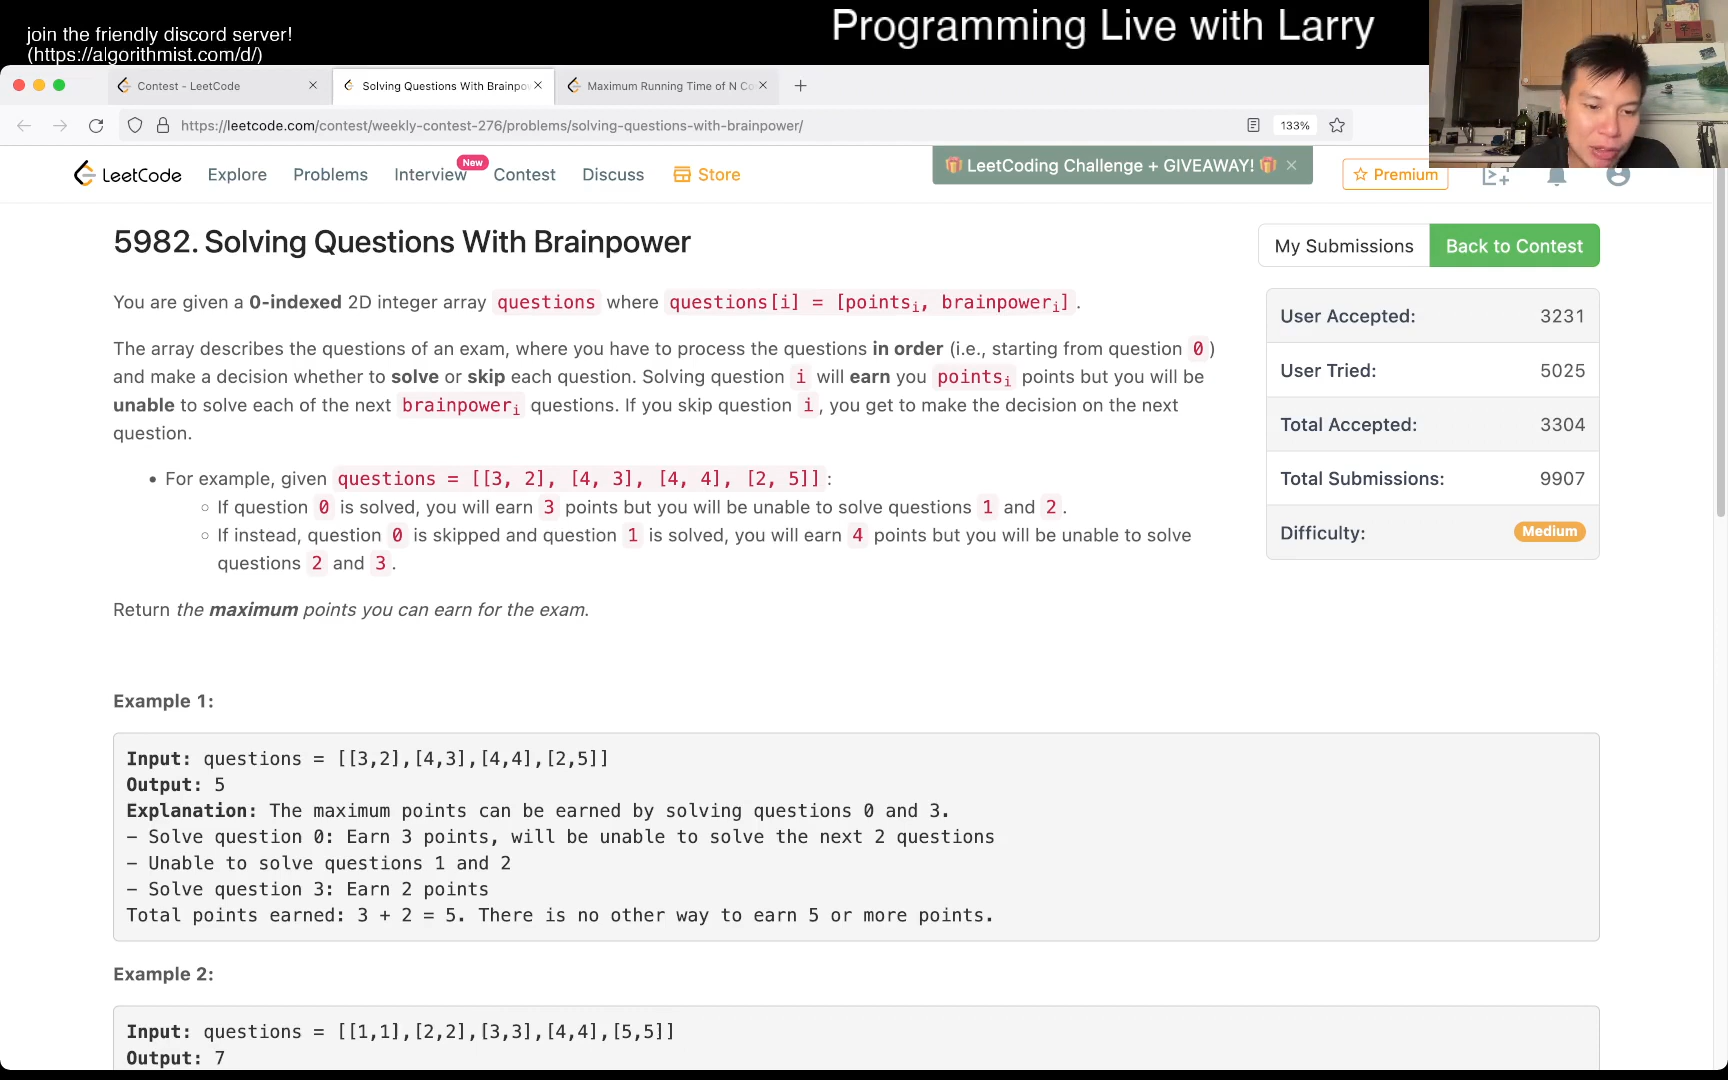 join the friendly discord server!
(https://algorithmist.com/d/)
Programming Live with Larry
Contest - LeetCode
Solving Questions With Brainpo
Maximum Running Time of N Co
https://leetcode.com/contest/weekly-contest-276/problems/solving-questions-with-brainpower/
133%
LeetCode
Explore
Problems
Interview
New
Contest
Discuss
Store
LeetCoding Challenge + GIVEAWAY!
Premium
5982. Solving Questions With Brainpower
My Submissions
Back to Contest
You are given a 0-indexed 2D integer array questions where questions[i] = [pointsi, brainpoweri].
The array describes the questions of an exam, where you have to process the questions in order (i.e., starting from question 0)
and make a decision whether to solve or skip each question. Solving question i will earn you pointsi points but you will be
unable to solve each of the next brainpoweri questions. If you skip question i, you get to make the decision on the next
question.
• For example, given questions = [[3, 2], [4, 3], [4, 4], [2, 5]]:
○ If question 0 is solved, you will earn 3 points but you will be unable to solve questions 1 and 2.
○ If instead, question 0 is skipped and question 1 is solved, you will earn 4 points but you will be unable to solve
questions 2 and 3.
Return the maximum points you can earn for the exam.
User Accepted: 3231
User Tried: 5025
Total Accepted: 3304
Total Submissions: 9907
Difficulty: Medium
Example 1:
Input: questions = [[3,2],[4,3],[4,4],[2,5]]
Output: 5
Explanation: The maximum points can be earned by solving questions 0 and 3.
- Solve question 0: Earn 3 points, will be unable to solve the next 2 questions
- Unable to solve questions 1 and 2
- Solve question 3: Earn 2 points
Total points earned: 3 + 2 = 5. There is no other way to earn 5 or more points.
Example 2:
Input: questions = [[1,1],[2,2],[3,3],[4,4],[5,5]]
Output: 7